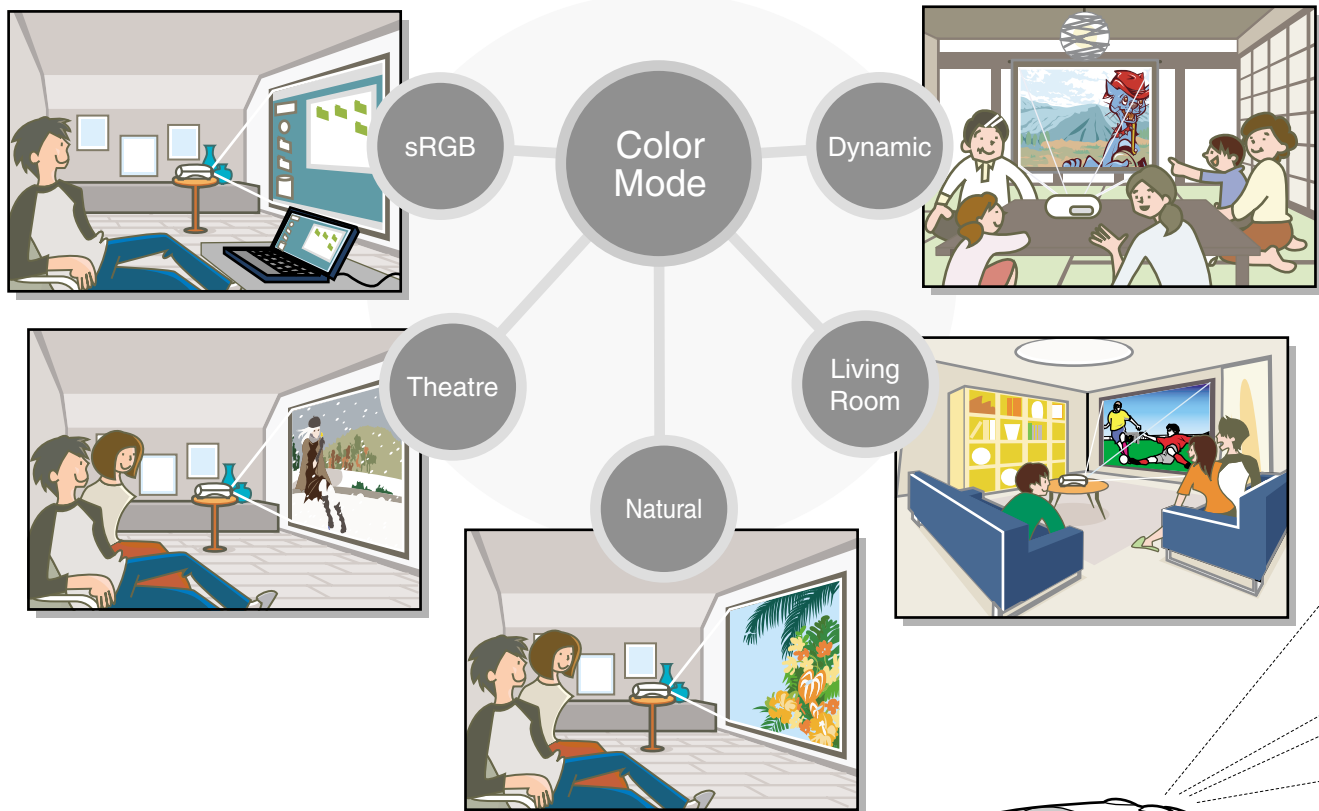 sRGB
Color
Mode
Dynamic
Theatre
Living
Room
Natural